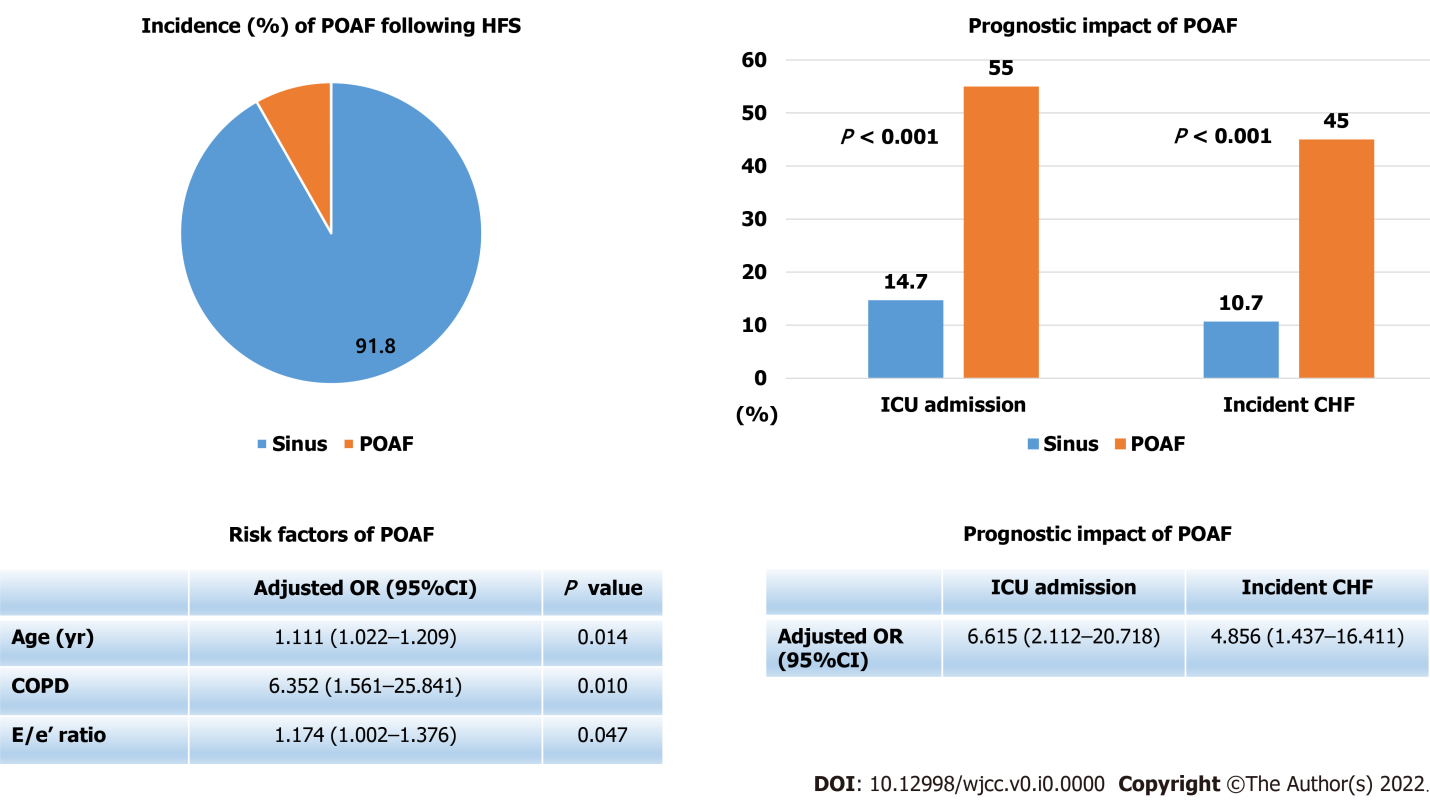 Incidence (%) of POAF following HFS
91.8
Sinus POAF
Prognostic impact of POAF
60
50
40
30
20
10
0
(%)
P < 0.001
P < 0.001
14.7
55
10.7
45
ICU admission
Incident CHF
Sinus POAF
Risk factors of POAF
Adjusted OR (95%CI) P value
Age (yr) 1.111 (1.022–1.209) 0.014
COPD 6.352 (1.561–25.841) 0.010
E/e’ ratio 1.174 (1.002–1.376) 0.047
Prognostic impact of POAF
ICU admission Incident CHF
Adjusted OR 6.615 (2.112–20.718) 4.856 (1.437–16.411)
(95%CI)
DOI: 10.12998/wjcc.v0.i0.0000 Copyright ©The Author(s) 2022.